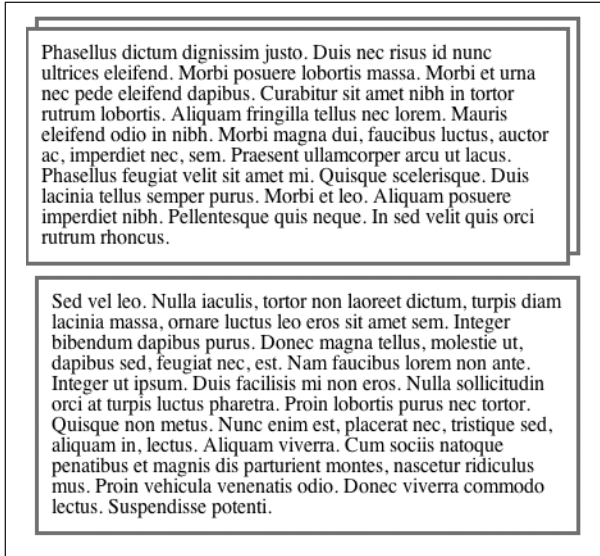 Phasellus dictum dignissim justo. Duis nec risus id nunc
ultrices eleifend. Morbi posuere lobortis massa. Morbi et urna
nec pede eleifend dapibus. Curabitur sit amet nibh in tortor
rutrum lobortis. Aliquam fringilla tellus nec lorem. Mauris
eleifend odio in nibh. Morbi magna dui, faucibus luctus, auctor
ac, imperdiet nec, sem. Praesent ullamcorper arcu ut lacus.
Phasellus feugiat velit sit amet mi. Quisque scelerisque. Duis
lacinia tellus semper purus. Morbi et leo. Aliquam posuere
imperdiet nibh. Pellentesque quis neque. In sed velit quis orci
rutrum rhoncus.
Sed vel leo. Nulla iaculis, tortor non laoreet dictum, turpis diam
lacinia massa, ornare luctus leo eros sit amet sem. Integer
bibendum dapibus purus. Donec magna tellus, molestie ut,
dapibus sed, feugiat nec, est. Nam faucibus lorem non ante.
Integer ut ipsum. Duis facilisis mi non eros. Nulla sollicitudin
orci at turpis luctus pharetra. Proin lobortis purus nec tortor.
Quisque non metus. Nunc enim est, placerat nec, tristique sed,
aliquam in, lectus. Aliquam viverra. Cum sociis natoque
penatibus et magnis dis parturient montes, nascetur ridiculus
mus. Proin vehicula venenatis odio. Donec viverra commodo
lectus. Suspendisse potenti.